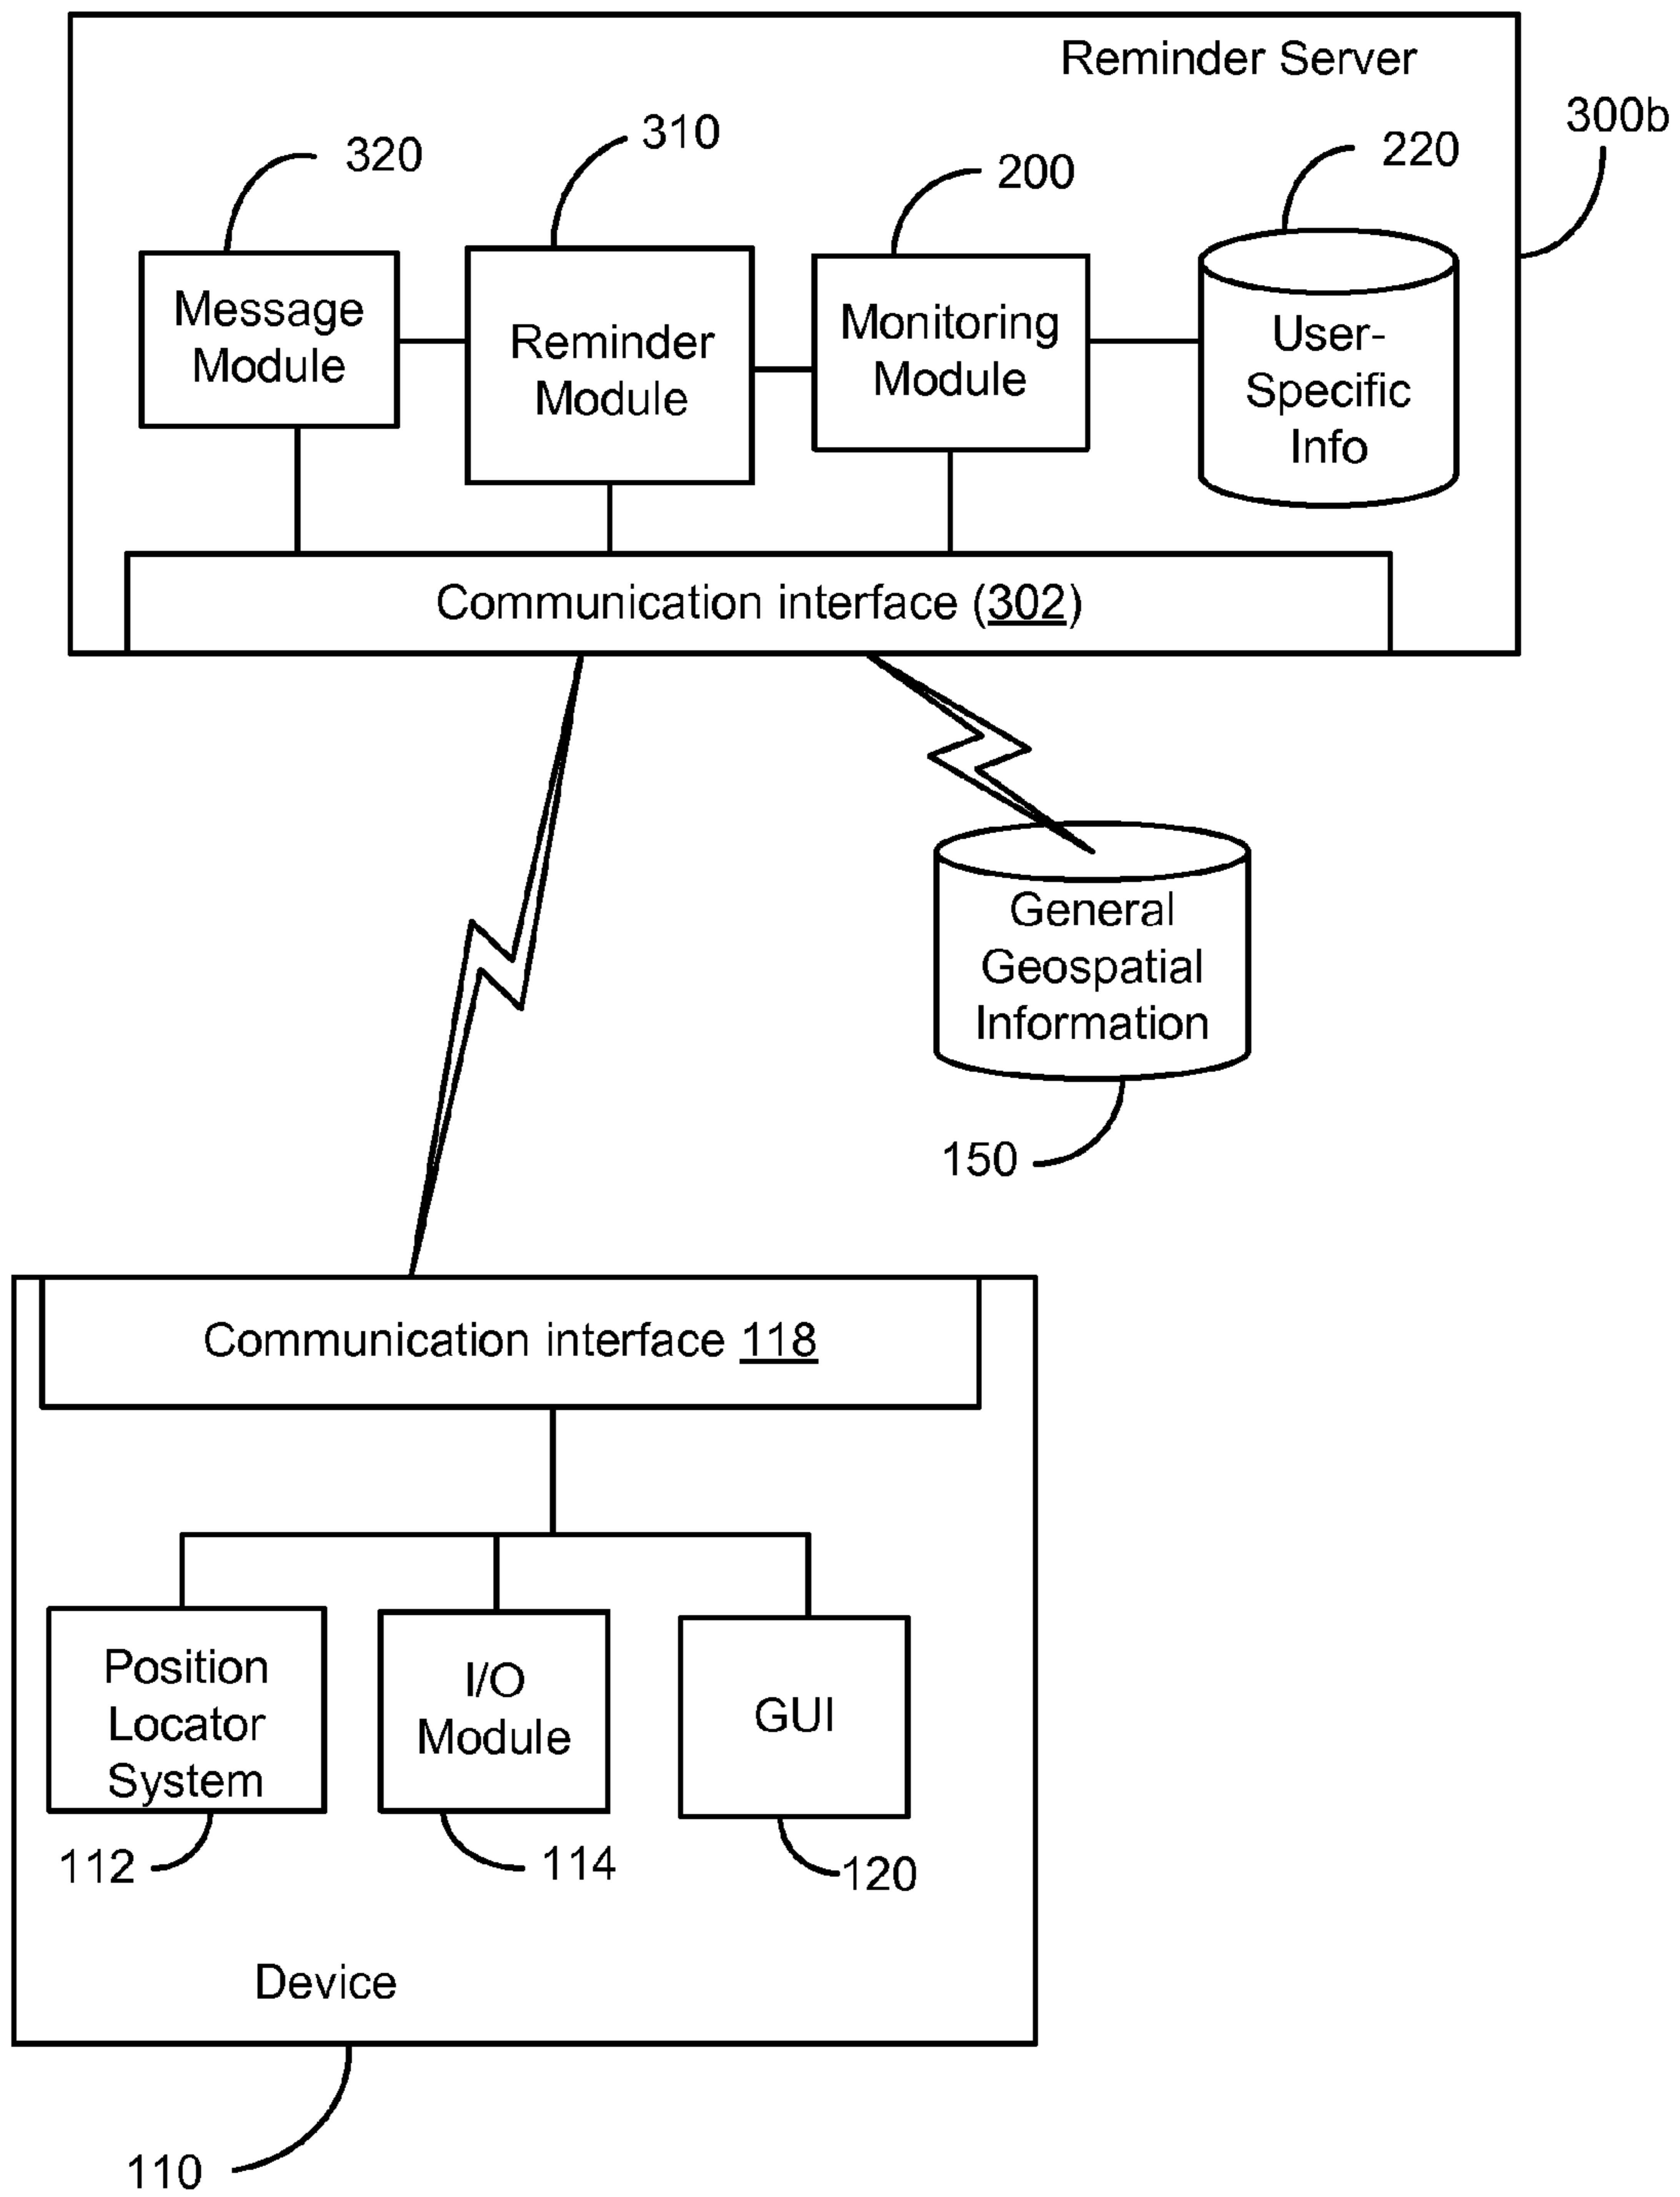 Reminder Server
300b
320
310
200
220
Message
Module
Reminder
Module
Monitoring
Module
User-
Specific
Info
Communication interface (302)
General
Geospatial
Information
150
Communication interface 118
Position
Locator
System
I/O
Module
GUI
112
114
120
Device
110